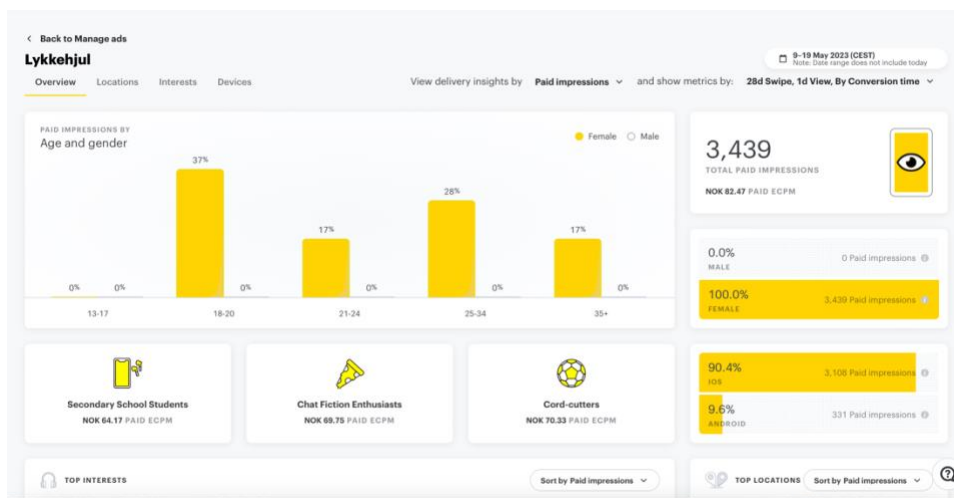 < Back to Manage ads
Lykkehjul
9–19 May 2023 (CEST)
Note: Date range does not include today
Overview Locations Interests Devices
View delivery insights by Paid impressions and show metrics by: 28d Swipe, 1d View, By Conversion time
PAID IMPRESSIONS BY
Age and gender
Female Male
37%
28%
17%
17%
0% 0% 0% 0% 0% 0%
13-17 18-20 21-24 25-34 35+
3,439
TOTAL PAID IMPRESSIONS
NOK 82.47 PAID ECPM
0.0%
MALE
0 Paid impressions
100.0%
FEMALE
3,439 Paid impressions
Secondary School Students
NOK 64.17 PAID ECPM
Chat Fiction Enthusiasts
NOK 69.75 PAID ECPM
Cord-cutters
NOK 70.33 PAID ECPM
90.4%
IOS
3,108 Paid impressions
9.6%
ANDROID
331 Paid impressions
TOP INTERESTS
Sort by Paid impressions
TOP LOCATIONS
Sort by Paid impressions